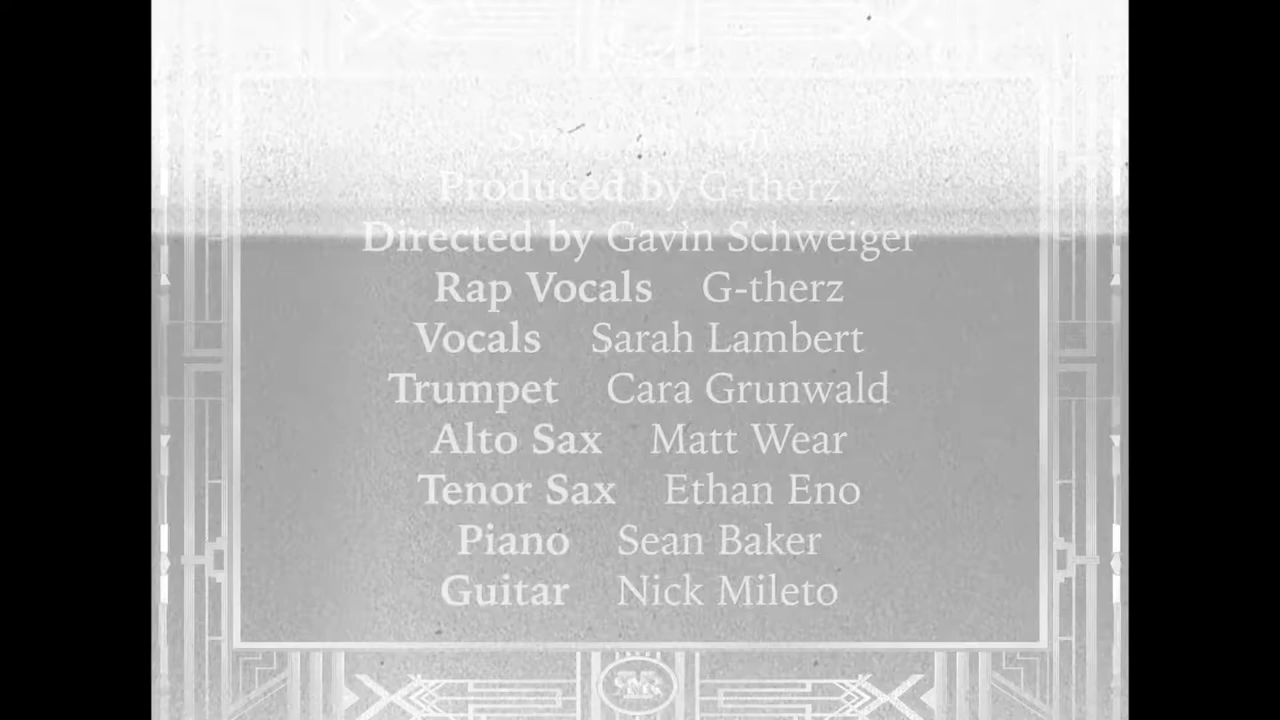 Produced by G-therz
Directed by Gavin Schweiger
Rap Vocals G-therz
Vocals Sarah Lambert
Trumpet Cara Grunwald
Alto Sax Matt Wear
Tenor Sax Ethan Eno
Piano Sean Baker
Guitar Nick Mileto